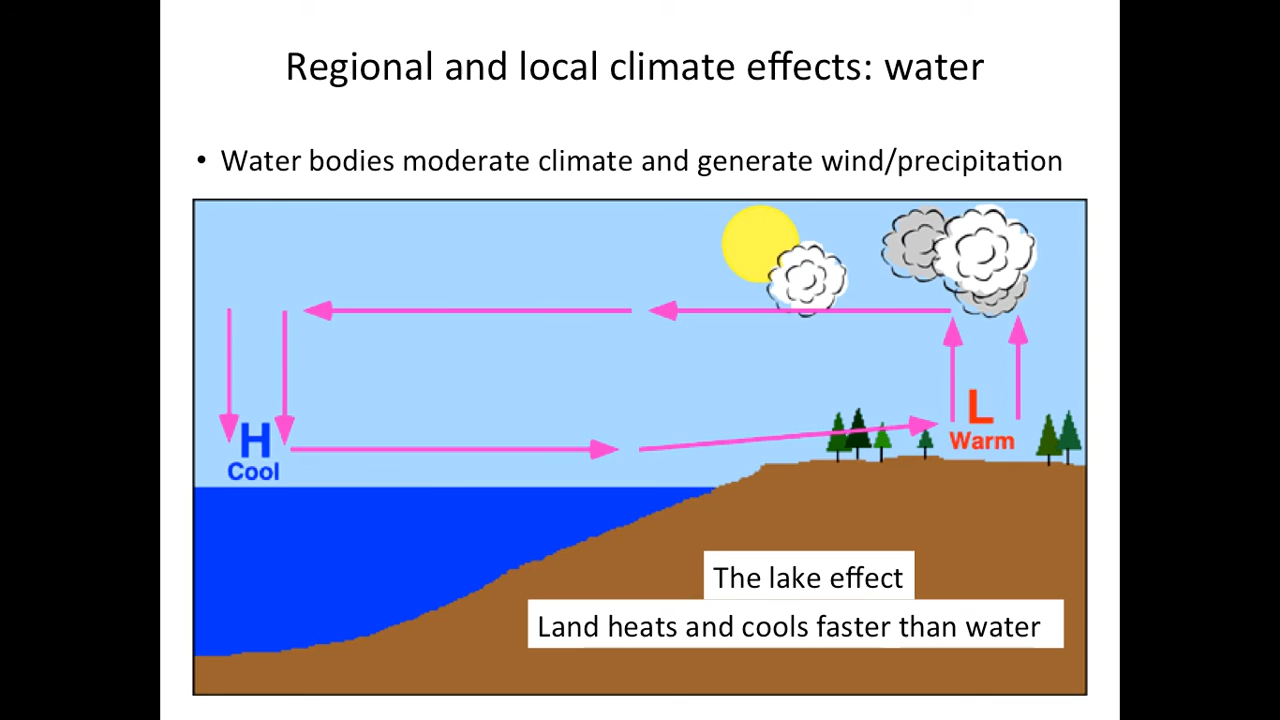 Regional and local climate effects: water
• Water bodies moderate climate and generate wind/precipitation
H
Cool
L
Warm
The lake effect
Land heats and cools faster than water